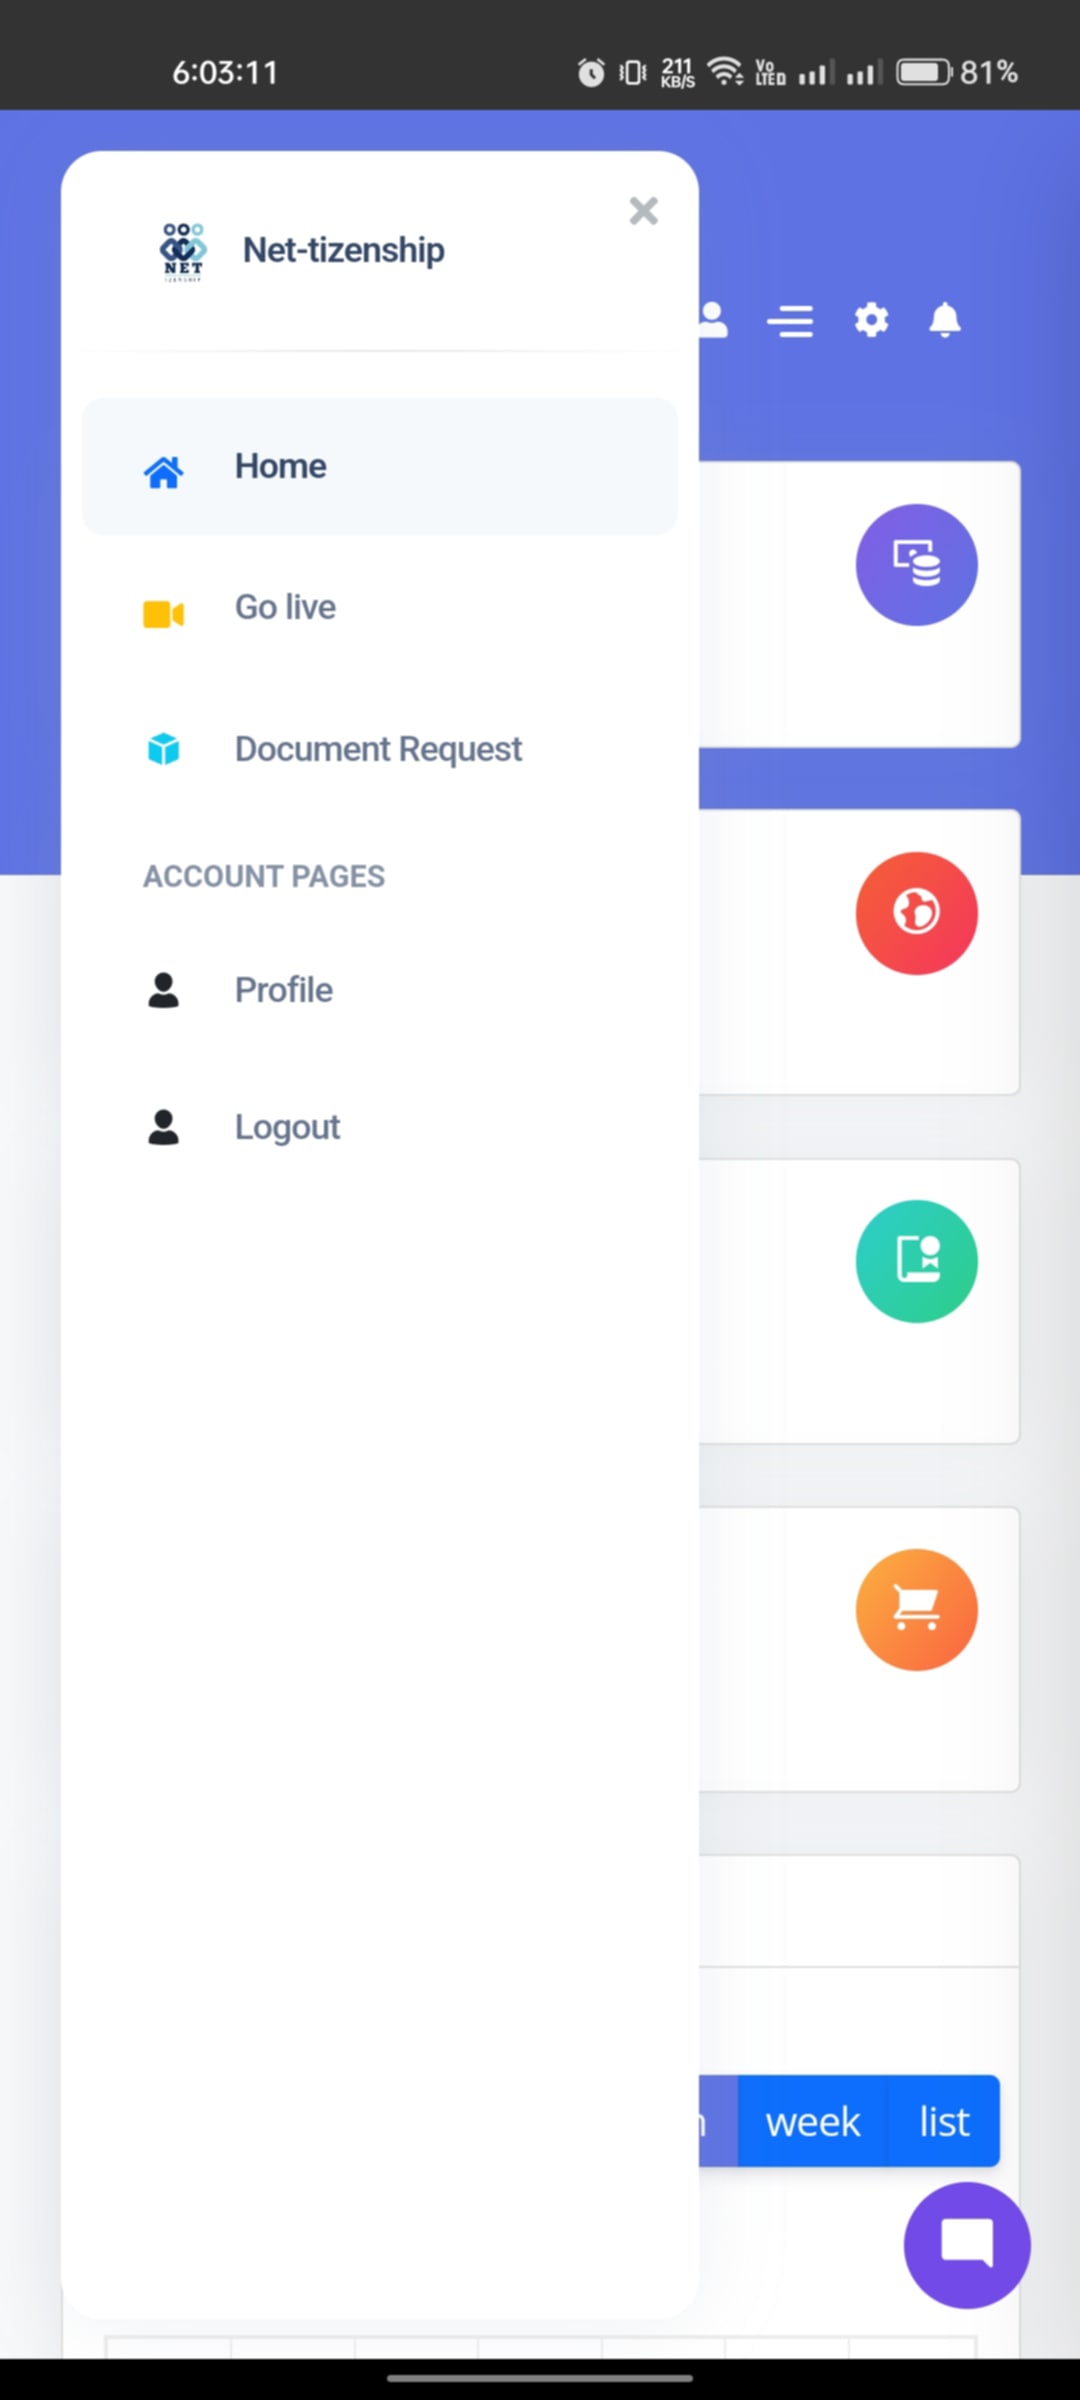 6:03:11
211 KB/S
Vo LTED
81%
NET
Net-tizenship
Home
Go live
Document Request
ACCOUNT PAGES
Profile
Logout
week
list